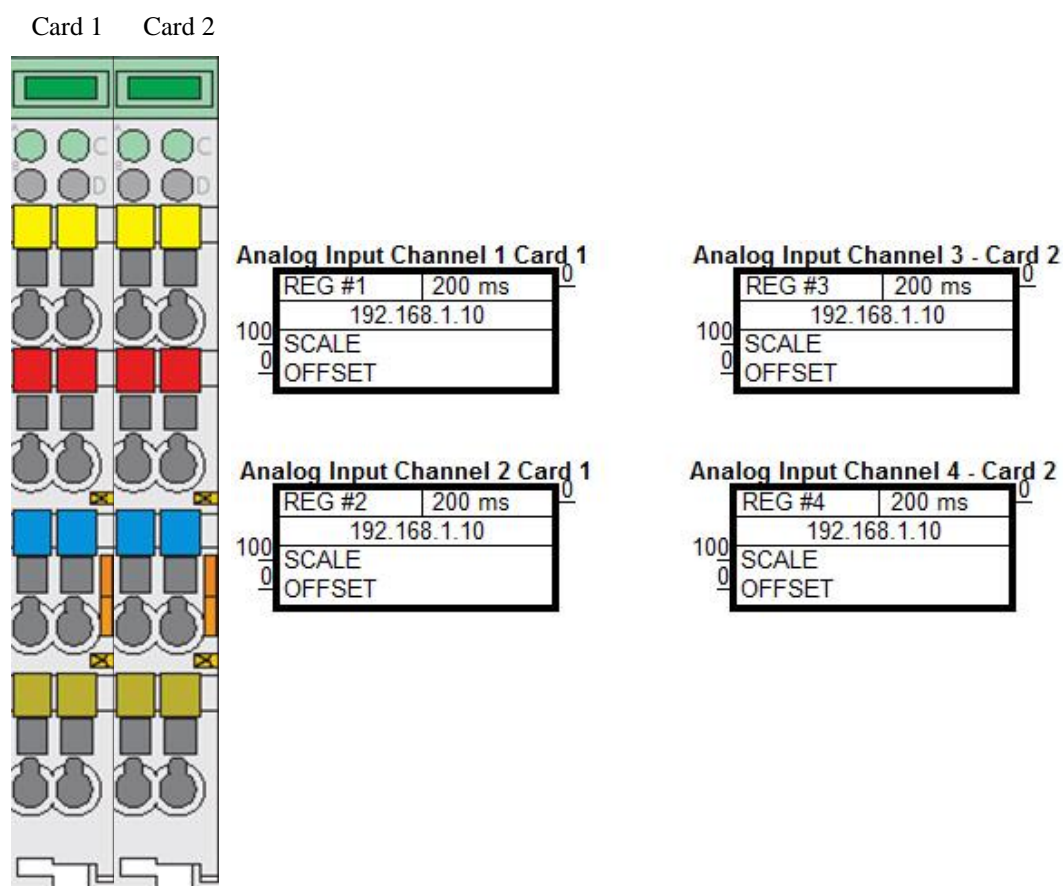 Card 1 Card 2
A
C
A
C
B
D
B
D
Analog Input Channel 1 Card 1
0
REG #1 200 ms
192.168.1.10
100
SCALE
0
OFFSET
Analog Input Channel 3 - Card 2
0
REG #3 200 ms
192.168.1.10
100
SCALE
0
OFFSET
Analog Input Channel 2 Card 1
0
REG #2 200 ms
192.168.1.10
100
SCALE
0
OFFSET
Analog Input Channel 4 - Card 2
0
REG #4 200 ms
192.168.1.10
100
SCALE
0
OFFSET